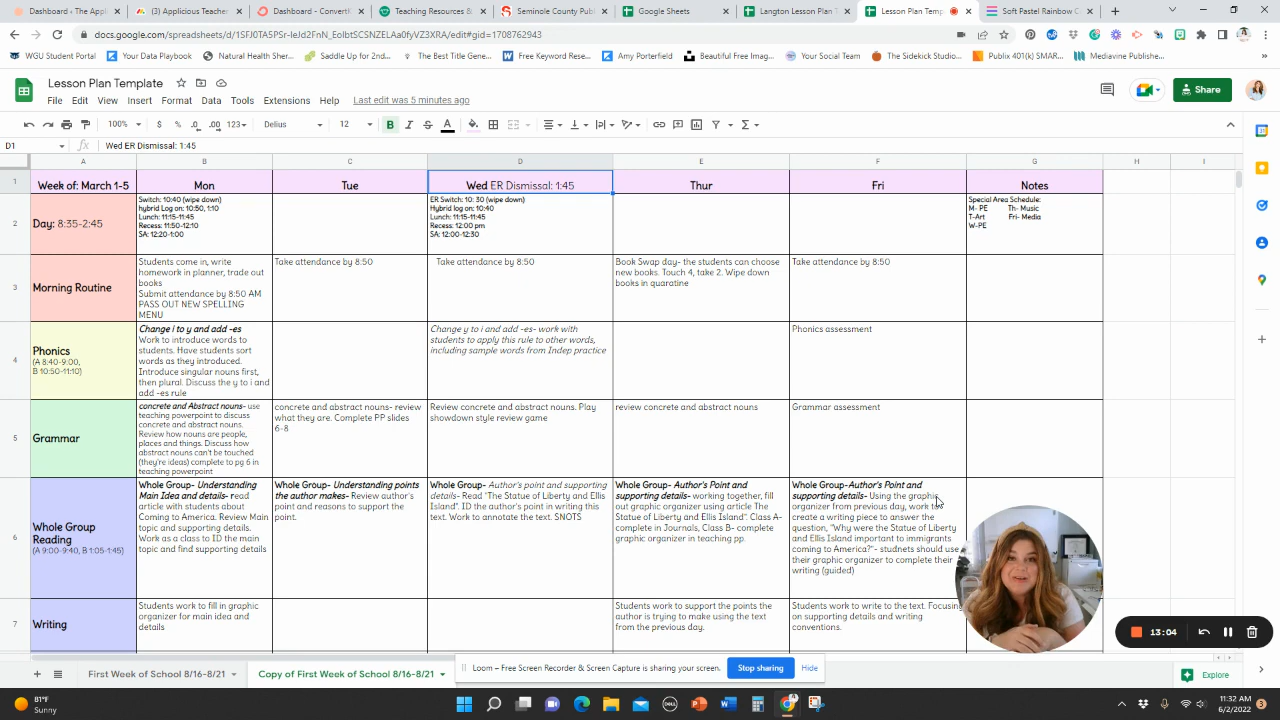 Dashboard - The Appli
(3) Applicious Teache
Dashboard - ConvertK
Teaching Resources &
Seminole County Publ
Google Sheets
Langton Lesson Plan T
Lesson Plan Temp
Soft Pastel Rainbow C
docs.google.com/spreadsheets/d/1SFJ0TA5PSr-IeJd2FnN_EoIbtSCSNZELAa0fyVZ3XRA/edit#gid=1708762943
WGU Student Portal
Your Data Playbook
Natural Health Sher...
Saddle Up for 2nd...
The Best Title Gene...
Free Word Rese...
Amy Porterfield
Beautiful Free Imag...
Your Social Team
The Sidekick Studio...
Publix 401(k) SMAR...
Mediavine Publishe...
»
Lesson Plan Template
File Edit View Insert Format Data Tools Extensions Help Last edit was 5 minutes ago
Share
100%
$ % .0 .00 123
Delius
12
B I S A
D1
fx Wed ER Dismissal: 1:45
A B C D E F G H I
1
Week of: March 1-5
Mon
Tue
Wed ER Dismissal: 1:45
Thur
Fri
Notes
2
Day: 8:35-2:45
Switch: 10:40 (wipe down)
hybrid Log on: 10:50, 1:10
Lunch: 11:15-11:45
Recess: 11:50-12:10
SA: 12:20-1:00
ER Switch: 10: 30 (wipe down)
Hybrid log on: 10:40
Lunch: 11:15-11:45
Recess: 12:00 pm
SA: 12:00-12:30
Special Area Schedule:
M- PE Th- Music
T-Art Fri- Media
W-PE
3
Morning Routine
Students come in, write
homework in planner, trade out
books
Submit attendance by 8:50 AM
PASS OUT NEW SPELLING
MENU
Take attendance by 8:50
Take attendance by 8:50
Book Swap day- the students can choose
new books. Touch 4, take 2. Wipe down
books in quaratine
Take attendance by 8:50
4
Phonics
(A 8:40-9:00,
B 10:50-11:10)
Change i to y and add -es
Work to introduce words to
students. Have students sort
words as they introduced.
Introduce singular nouns first,
then plural. Discuss the y to i and
add -es rule
Change y to i and add -es- work with
students to apply this rule to other words,
including sample words from Indep practice
Phonics assessment
5
Grammar
concrete and Abstract nouns- use
teaching powerpoint to discuss
concrete and abstract nouns.
Review how nouns are people,
places and things. Discuss how
abstract nouns can't be touched
(they're ideas) complete to pg 6 in
teaching powerpoint
concrete and abstract nouns- review
what they are. Complete PP slides
6-8
Review concrete and abstract nouns. Play
showdown style review game
review concrete and abstract nouns
Grammar assessment
6
Whole Group
Reading
(A 9:00-9:40, B 1:05-1:45)
Whole Group- Understanding
Main Idea and details- read
article with students about
Coming to America. Review Main
topic and supporting details.
Work as a class to ID the main
topic and find supporting details
Whole Group- Understanding points
the author makes- Review author's
point and reasons to support the
point.
Whole Group- Author's point and supporting
details- Read "The Statue of Liberty and Ellis
Island". ID the author's point in writing this
text. Work to annotate the text. SNOTS
Whole Group- Author's Point and
supporting details- working together, fill
out graphic organizer using article The
Statue of Liberty and Ellis Island". Class A-
complete in Journals, Class B- complete
graphic organizer in teaching pp.
Whole Group-Author's Point and
supporting details- Using the graphic
organizer from previous day, work to
create a writing piece to answer the
question, "Why were the Statue of Liberty
and Ellis Island important to immigrants
coming to America?"- studnets should use
their graphic organizer to complete their
writing (guided)
7
Writing
Students work to fill in graphic
organizer for main idea and
details
Students work to support the points the
author is trying to make using the text
from the previous day.
Students work to write to the text. Focusing
on supporting details and writing
conventions.
13:04
First Week of School 8/16-8/21
Copy of First Week of School 8/16-8/21
Loom – Free Screen Recorder & Screen Capture is sharing your screen.
Stop sharing
Hide
Explore
81°F
Sunny
11:32 AM
6/2/2022